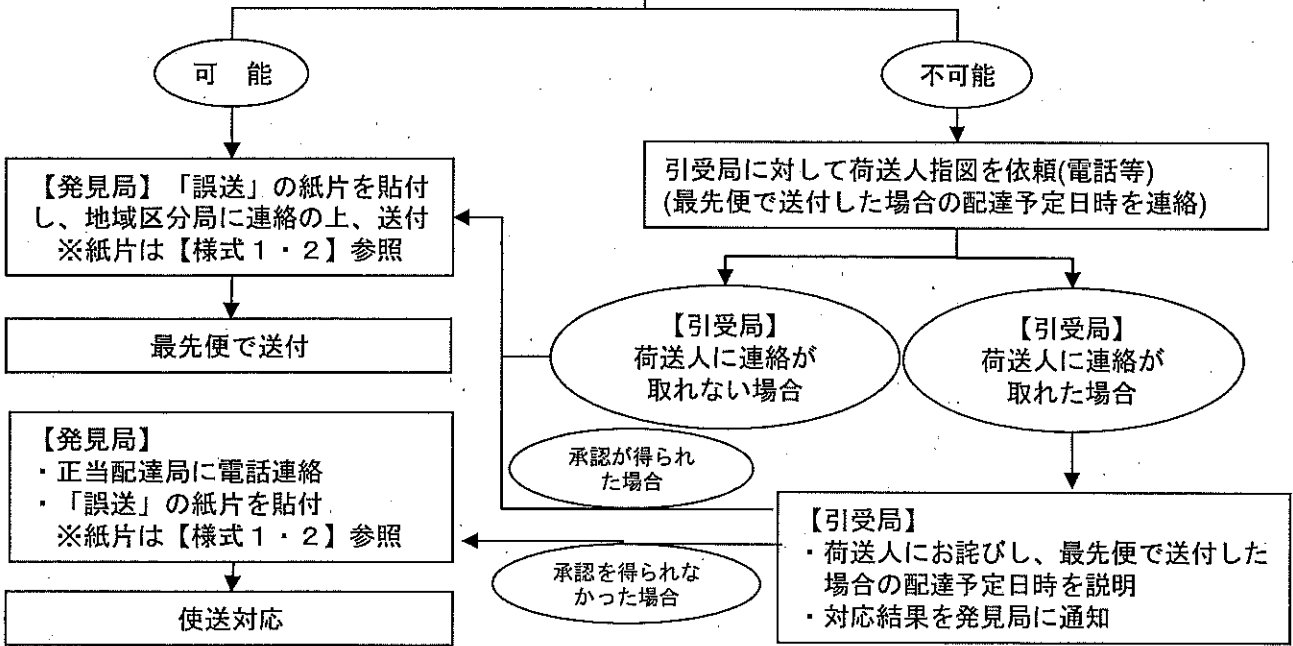 可　能
不可能
【発見局】「誤送」の紙片を貼付
し、地域区分局に連絡の上、送付
※紙片は【様式１・２】参照
引受局に対して荷送人指図を依頼(電話等)
(最先便で送付した場合の配達予定日時を連絡)
最先便で送付
【引受局】
荷送人に連絡が
取れない場合
【引受局】
荷送人に連絡が
取れた場合
【発見局】
・正当配達局に電話連絡
・「誤送」の紙片を貼付
※紙片は【様式１・２】参照
承認が得られ
た場合
承認を得られな
かった場合
【引受局】
・荷送人にお詫びし、最先便で送付した
場合の配達予定日時を説明
・対応結果を発見局に通知
使送対応